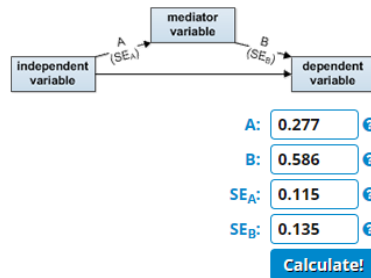 mediator
variable
A
(SEA)
B
(SEB)
independent
variable
dependent
variable
A: 0.277
B: 0.586
SEA: 0.115
SEB: 0.135
Calculate!